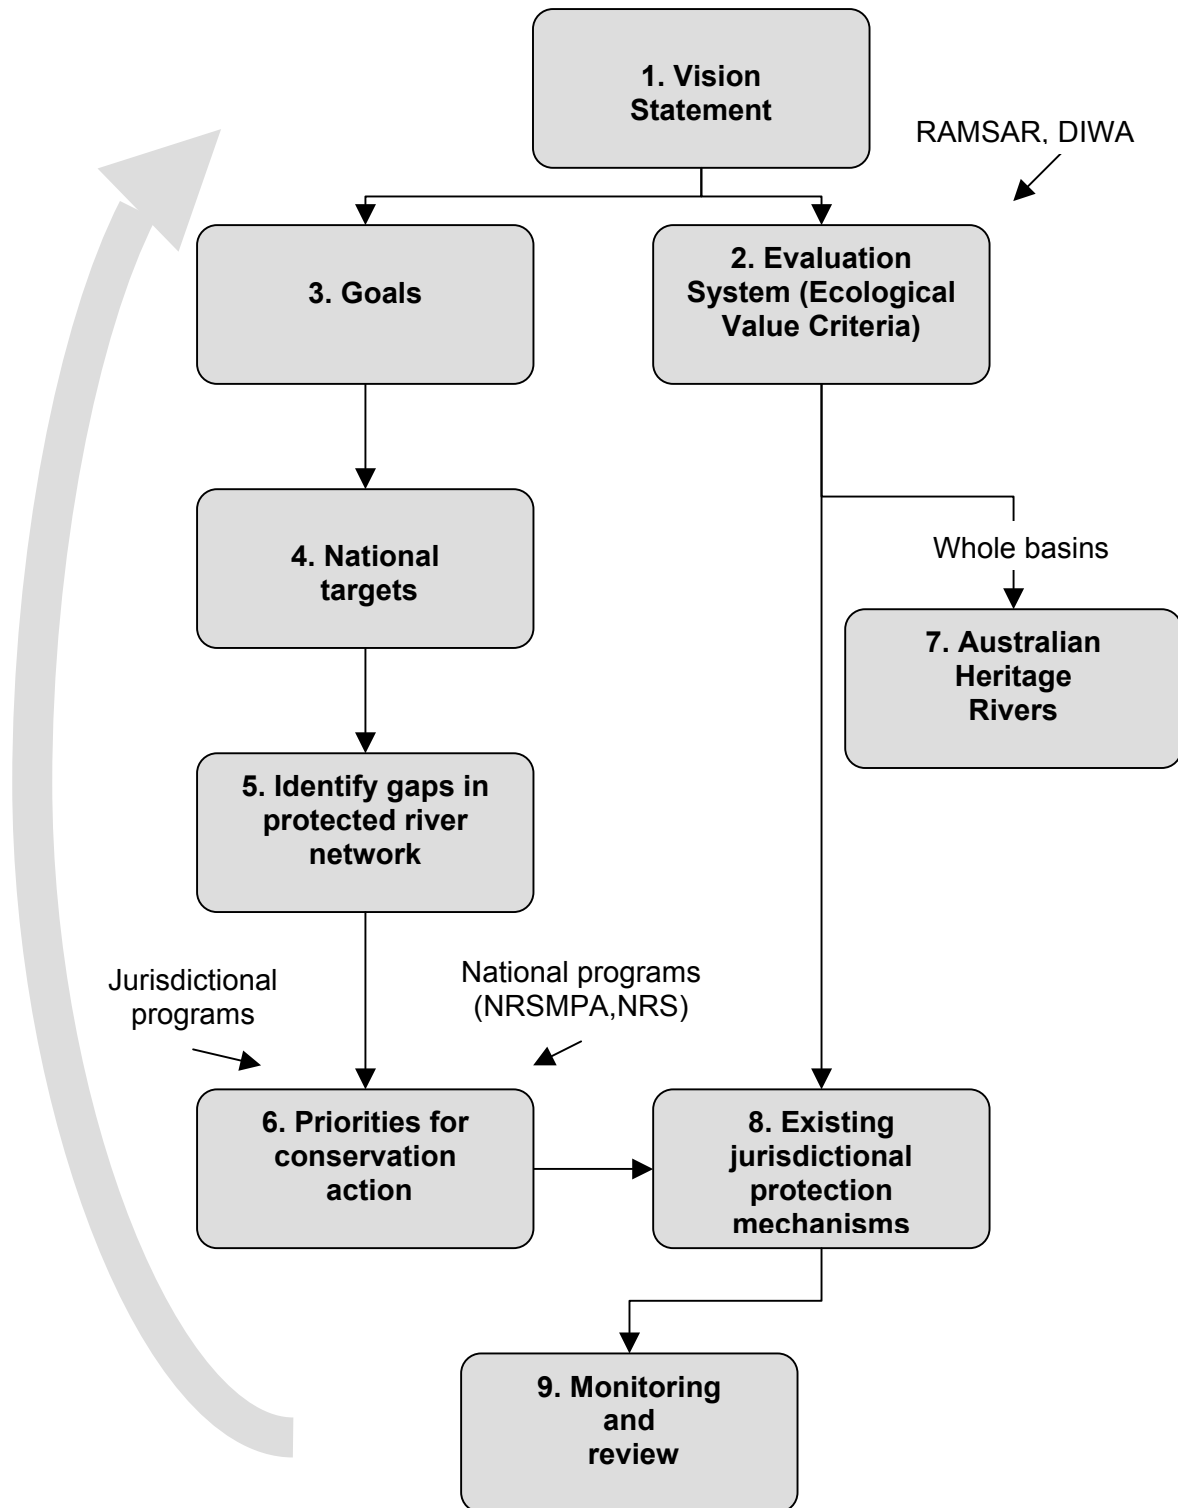 1. Vision
Statement
RAMSAR, DIWA
3. Goals
2. Evaluation
System (Ecological
Value Criteria)
4. National
targets
Whole basins
7. Australian
Heritage
Rivers
5. Identify gaps in
protected river
network
Jurisdictional
programs
National programs
(NRSMPA,NRS)
6. Priorities for
conservation
action
8. Existing
jurisdictional
protection
mechanisms
9. Monitoring
and
review